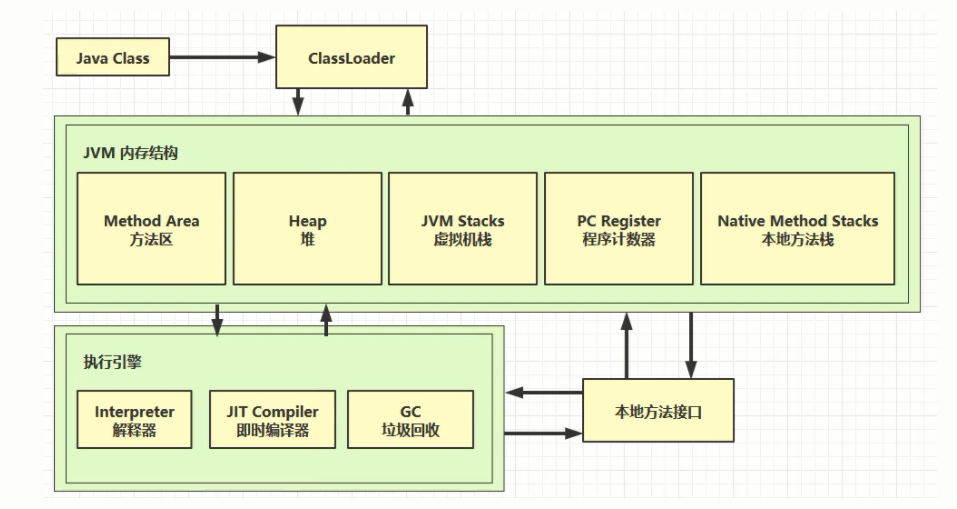 Java Class
ClassLoader
JVM 内存结构
Method Area
方法区
Heap
堆
JVM Stacks
虚拟机栈
PC Register
程序计数器
Native Method Stacks
本地方法栈
执行引擎
Interpreter
解释器
JIT Compiler
即时编译器
GC
垃圾回收
本地方法接口